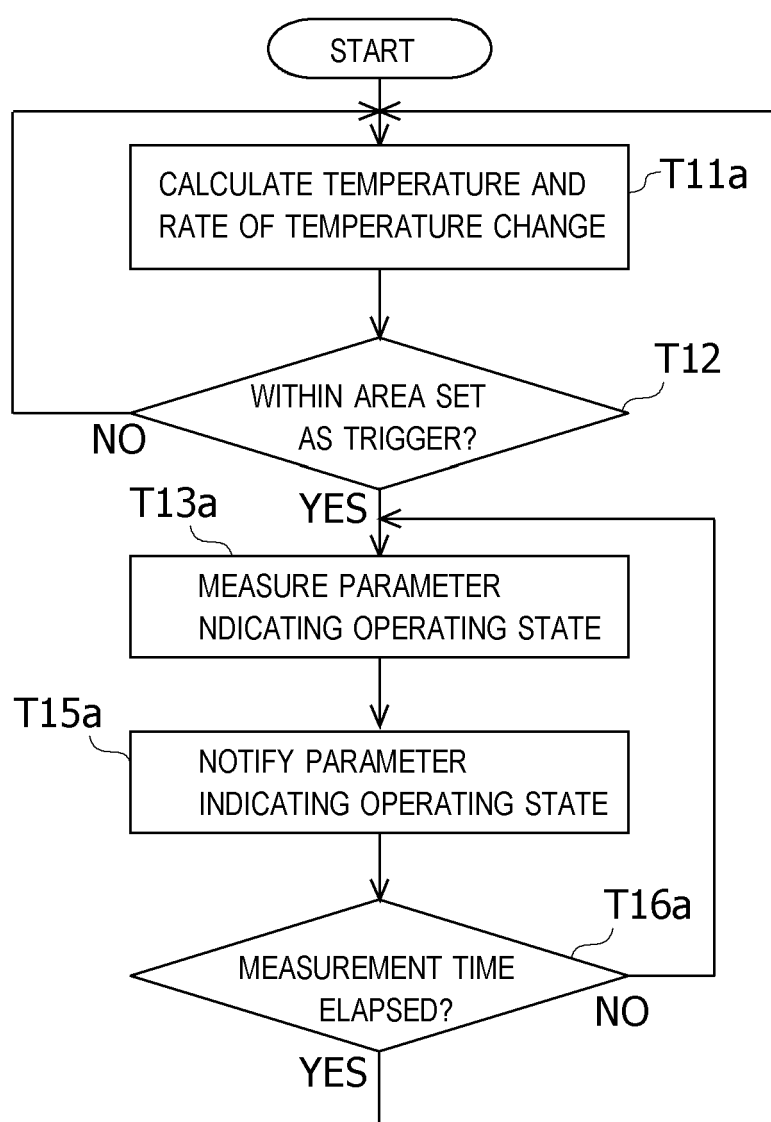 START
CALCULATE TEMPERATURE AND
RATE OF TEMPERATURE CHANGE
T11a
T12
WITHIN AREA SET
AS TRIGGER?
NO
YES
T13a
MEASURE PARAMETER
NDICATING OPERATING STATE
T15a
NOTIFY PARAMETER
INDICATING OPERATING STATE
T16a
MEASUREMENT TIME
ELAPSED?
NO
YES